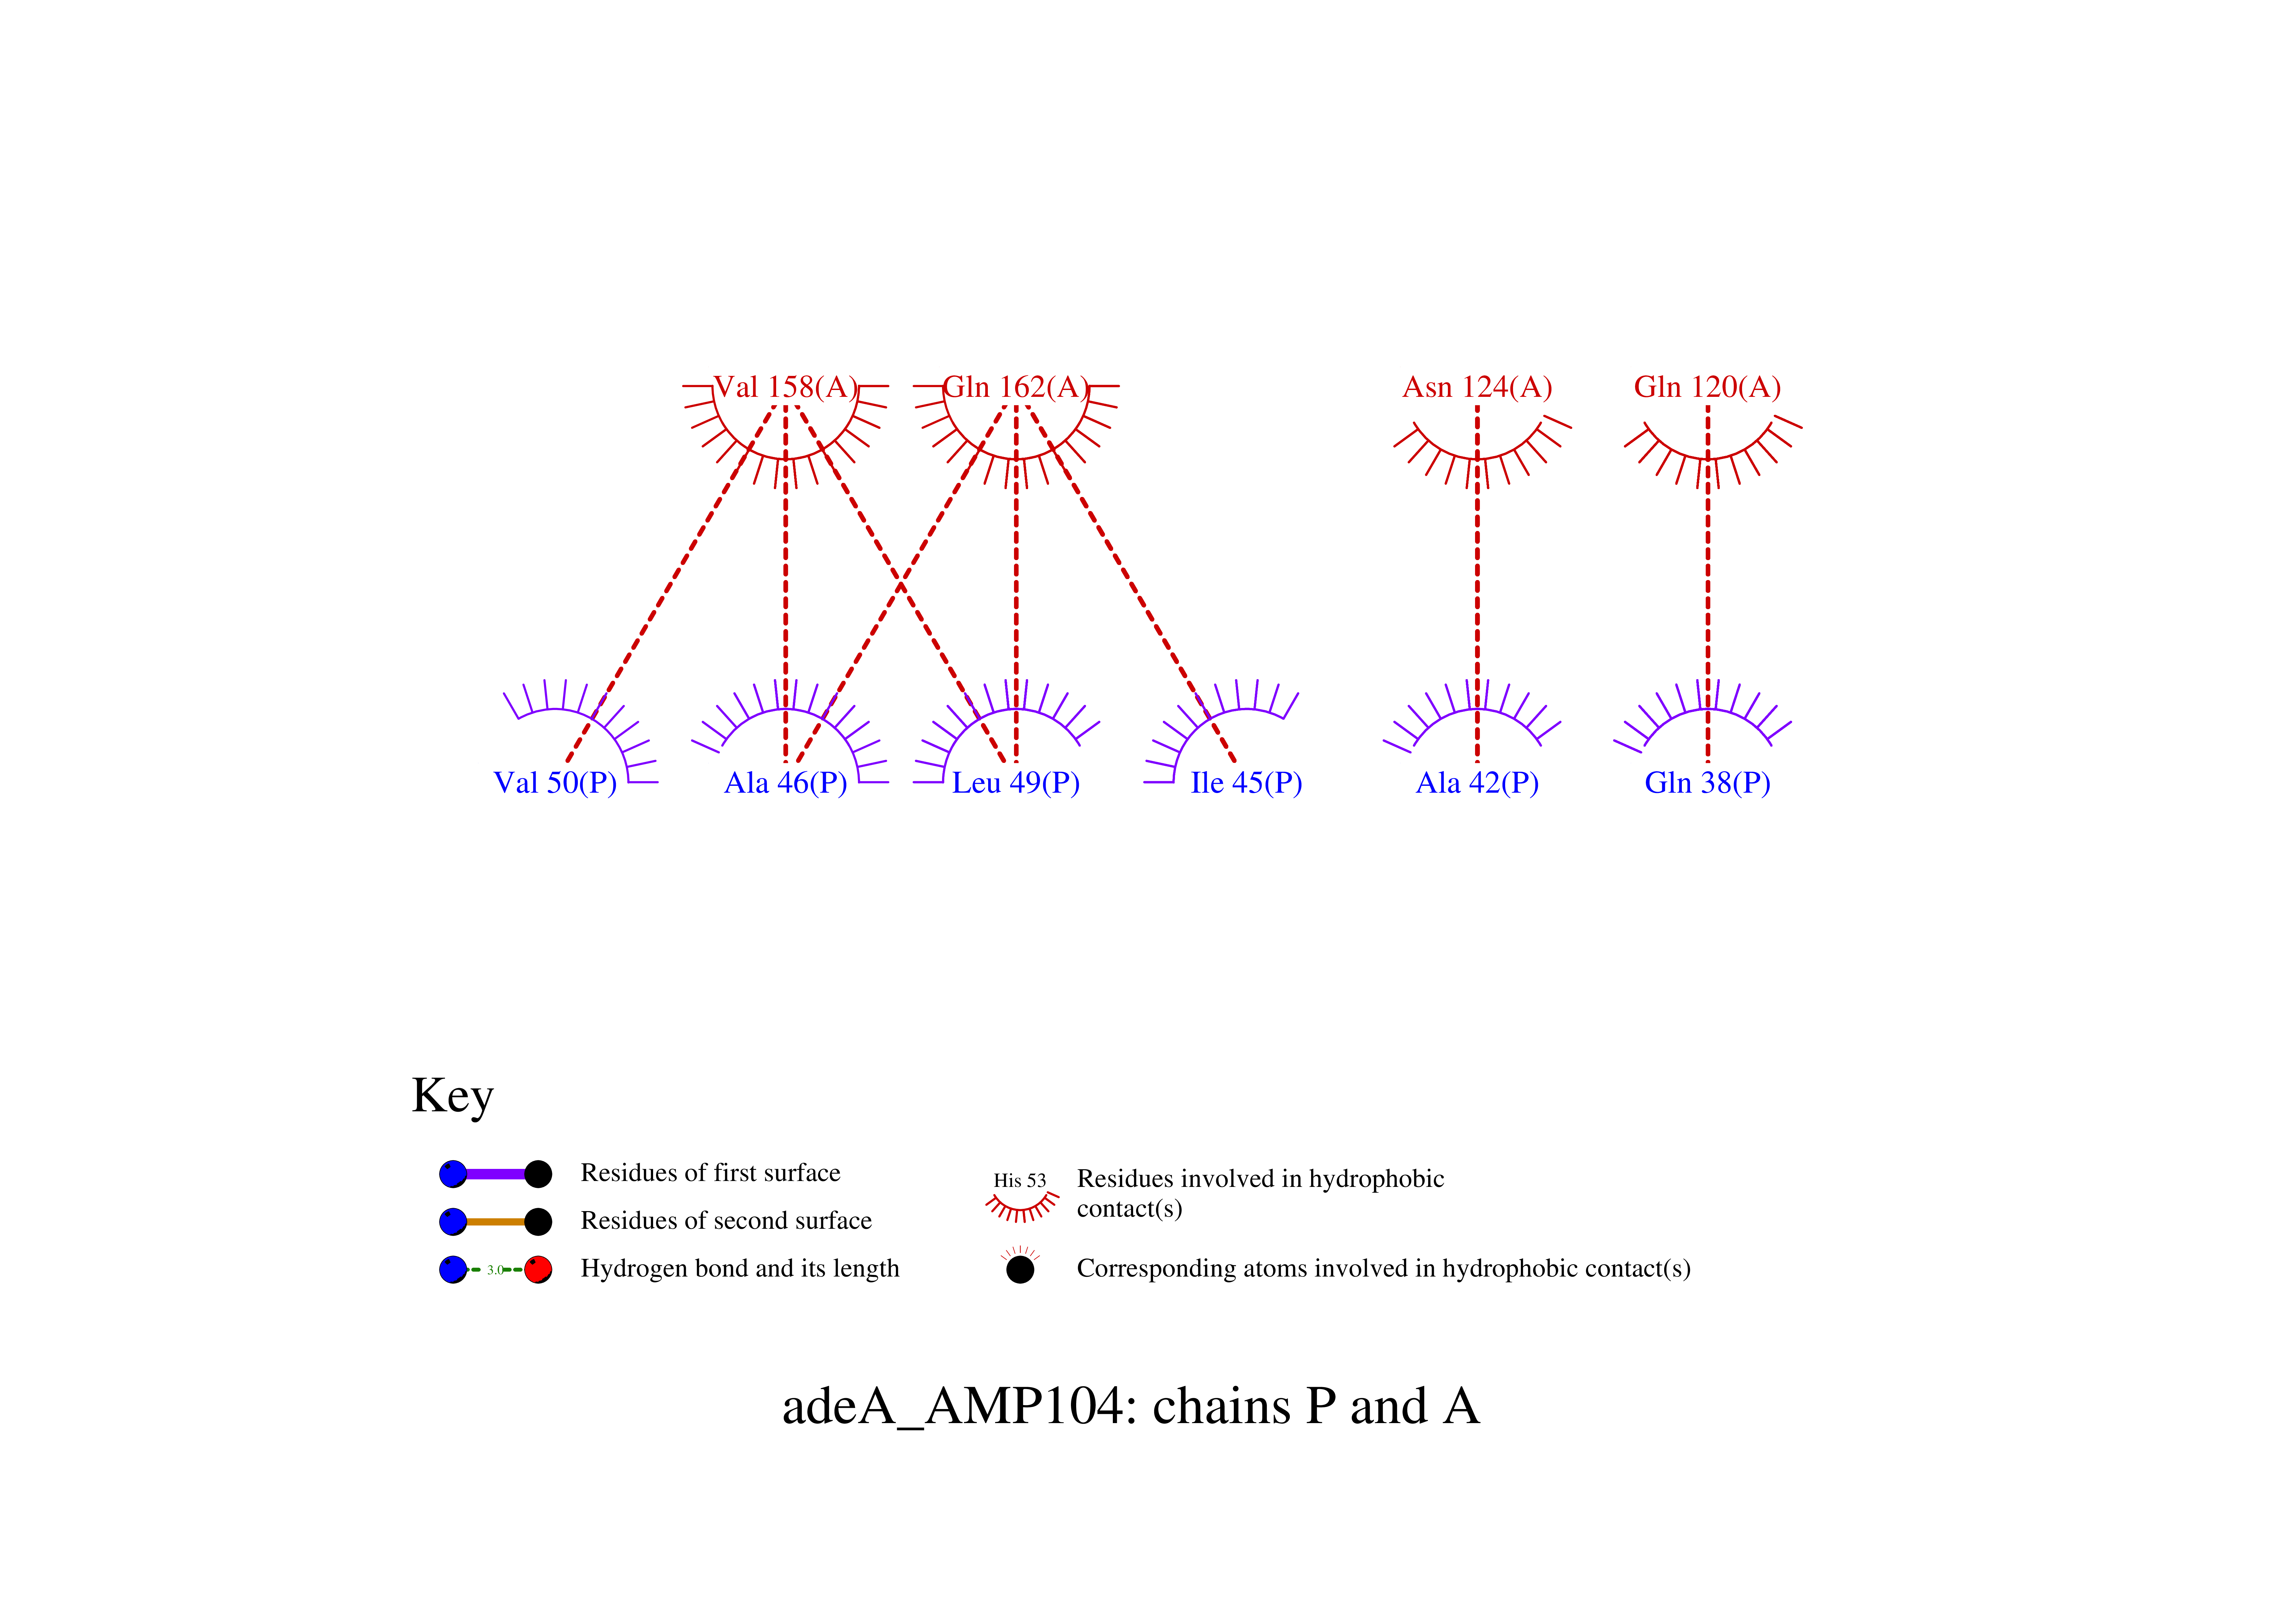 Val 158(A) Gln 162(A) Asn 124(A) Gln 120(A)
Val 50(P) Ala 46(P) Leu 49(P) Ile 45(P) Ala 42(P) Gln 38(P)
Key
Residues of first surface
Residues of second surface
3.0 Hydrogen bond and its length
His 53 Residues involved in hydrophobic
contact(s)
Corresponding atoms involved in hydrophobic contact(s)
adeA_AMP104: chains P and A